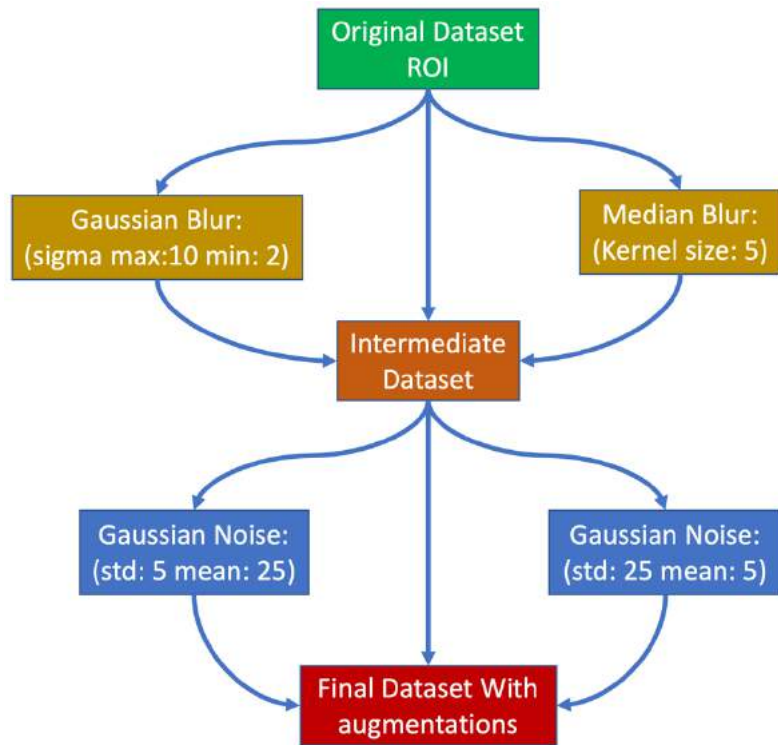 Original Dataset
ROI
Gaussian Blur:
(sigma max:10 min: 2)
Median Blur:
(Kernel size: 5)
Intermediate
Dataset
Gaussian Noise:
(std: 5 mean: 25)
Gaussian Noise:
(std: 25 mean: 5)
Final Dataset With
augmentations